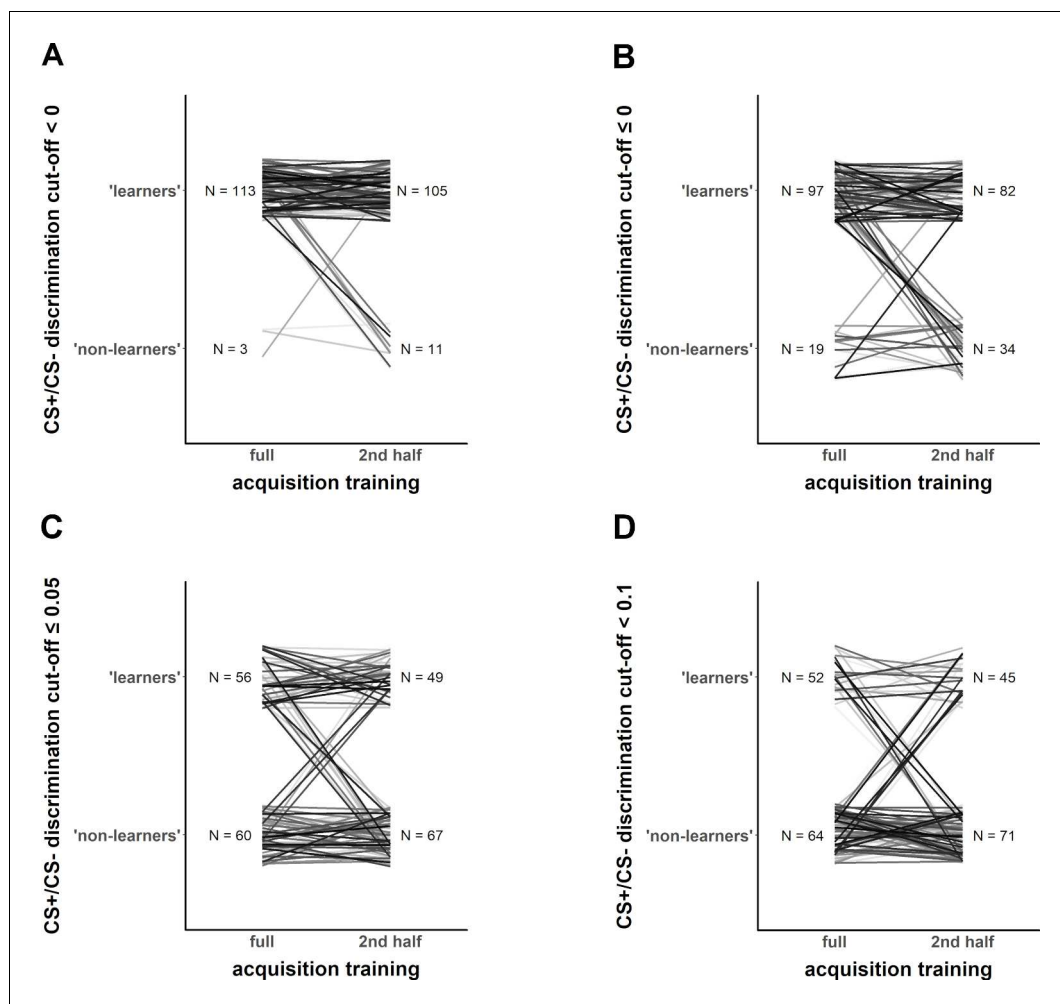 A
CS+/CS- discrimination cut-off < 0
'learners'
N = 113
N = 105
'non-learners'
N = 3
N = 11
full
2nd half
acquisition training
B
CS+/CS- discrimination cut-off ≤ 0
'learners'
N = 97
N = 82
'non-learners'
N = 19
N = 34
full
2nd half
acquisition training
C
CS+/CS- discrimination cut-off ≤ 0.05
'learners'
N = 56
N = 49
'non-learners'
N = 60
N = 67
full
2nd half
acquisition training
D
CS+/CS- discrimination cut-off < 0.1
'learners'
N = 52
N = 45
'non-learners'
N = 64
N = 71
full
2nd half
acquisition training